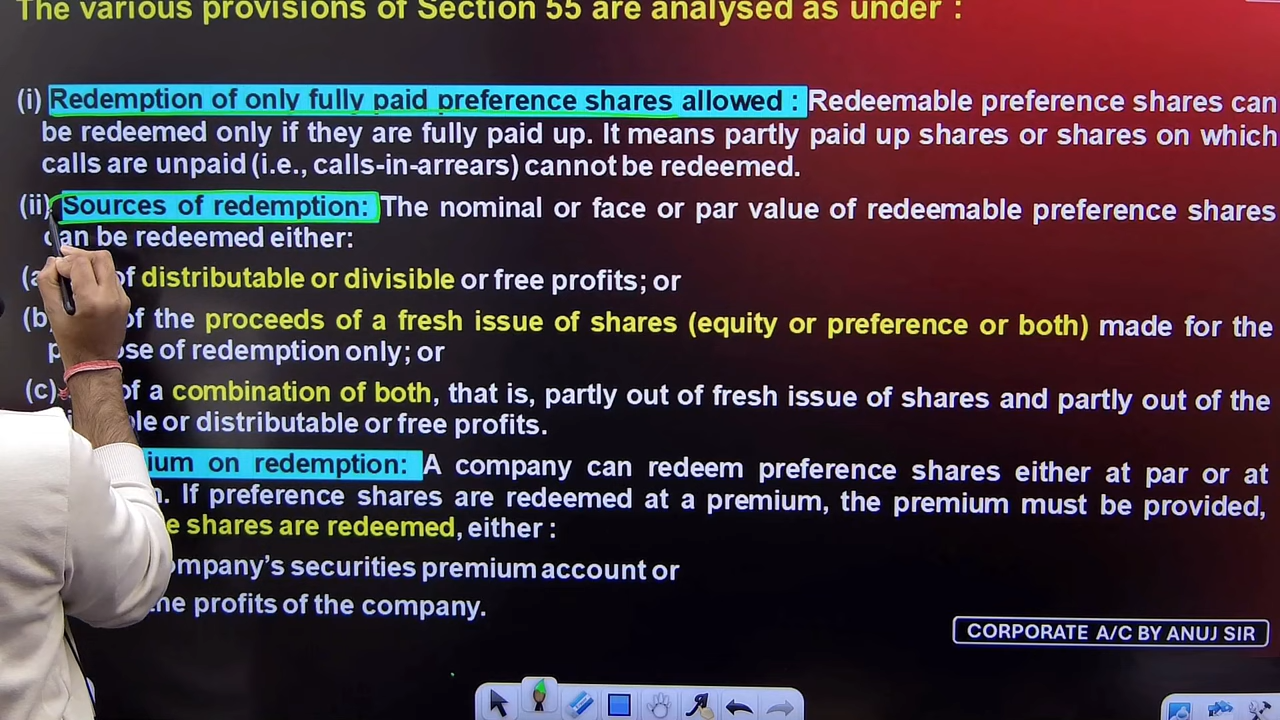 The various provisions of Section 55 are analysed as under :
(i) Redemption of only fully paid preference shares allowed : Redeemable preference shares can
be redeemed only if they are fully paid up. It means partly paid up shares or shares on which
calls are unpaid (i.e., calls-in-arrears) cannot be redeemed.
(ii) Sources of redemption: The nominal or face or par value of redeemable preference shares
can be redeemed either:
of distributable or divisible or free profits; or
of the proceeds of a fresh issue of shares (equity or preference or both) made for the
of redemption only; or
(c) of a combination of both, that is, partly out of fresh issue of shares and partly out of the
or distributable or free profits.
on redemption: A company can redeem preference shares either at par or at
If preference shares are redeemed at a premium, the premium must be provided,
shares are redeemed, either :
securities premium account or
profits of the company.
CORPORATE A/C BY ANUJ SIR